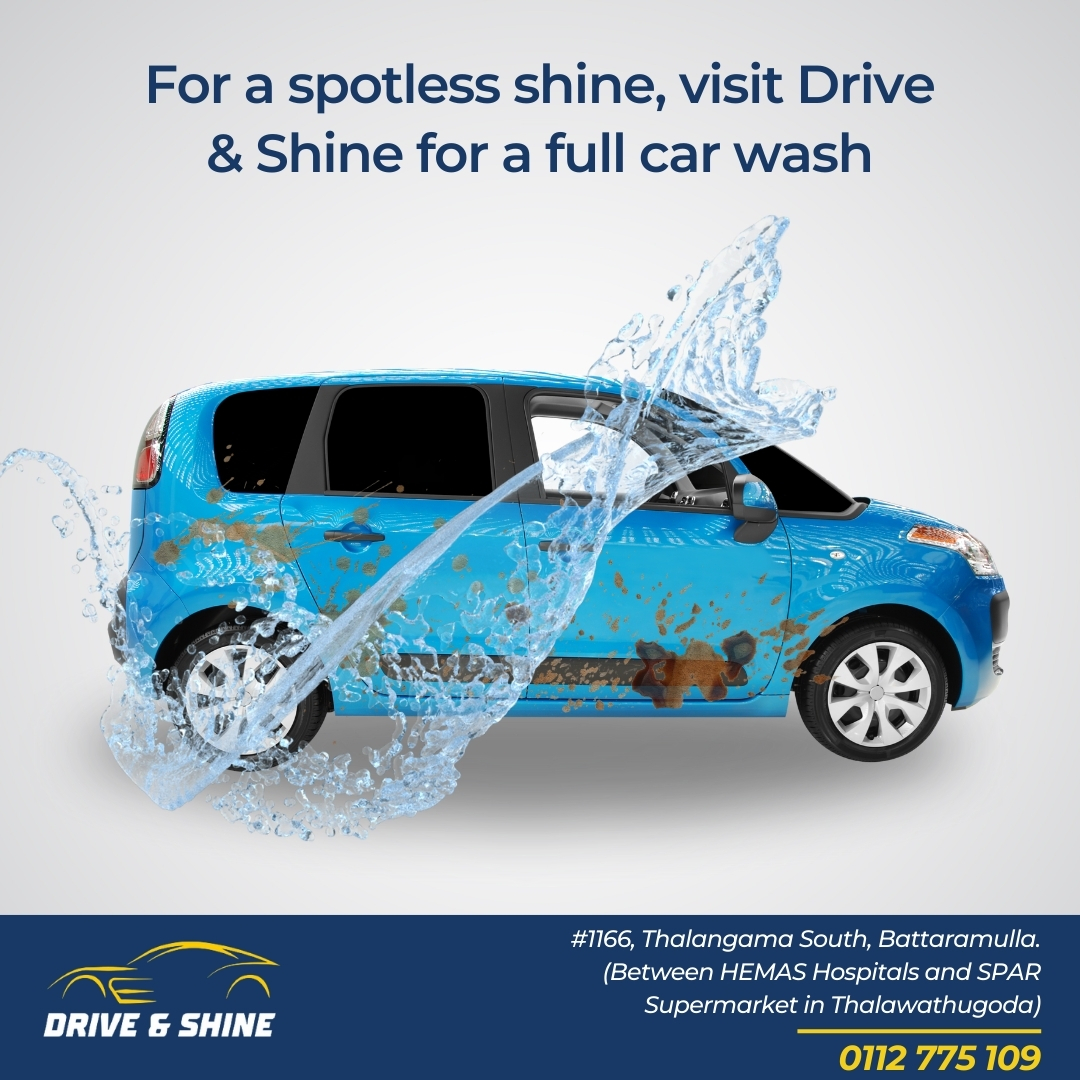 For a spotless shine, visit Drive
& Shine for a full car wash
#1166, Thalangama South, Battaramulla.
(Between HEMAS Hospitals and SPAR
Supermarket in Thalawathugoda)
DRIVE & SHINE
0112 775 109